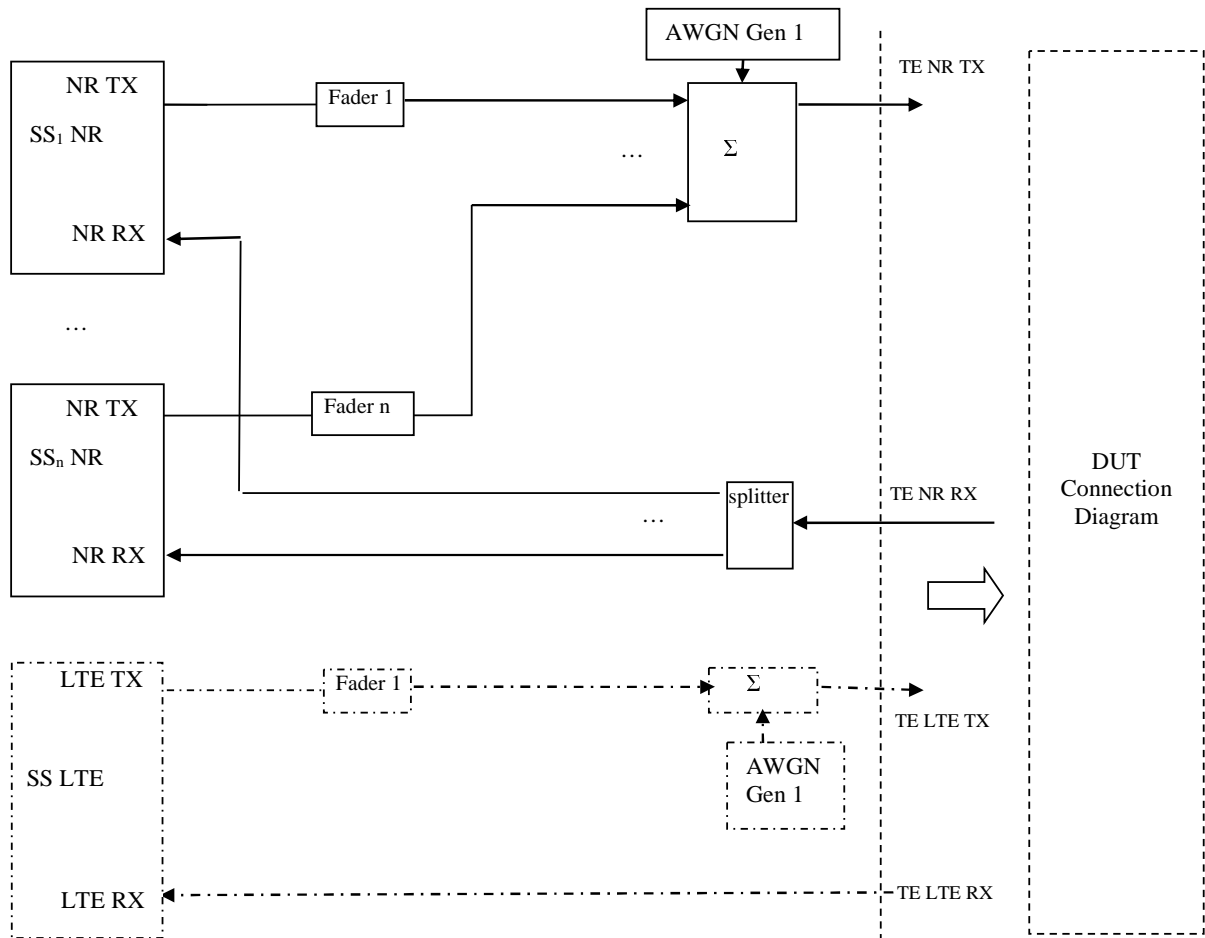 AWGN Gen 1
TE NR TX
NR TX
Fader 1
SS₁ NR
…
Σ
NR RX
…
NR TX
Fader n
SSₙ NR
DUT
Connection
Diagram
splitter
TE NR RX
…
NR RX
LTE TX
Fader 1
Σ
TE LTE TX
SS LTE
AWGN
Gen 1
LTE RX
TE LTE RX